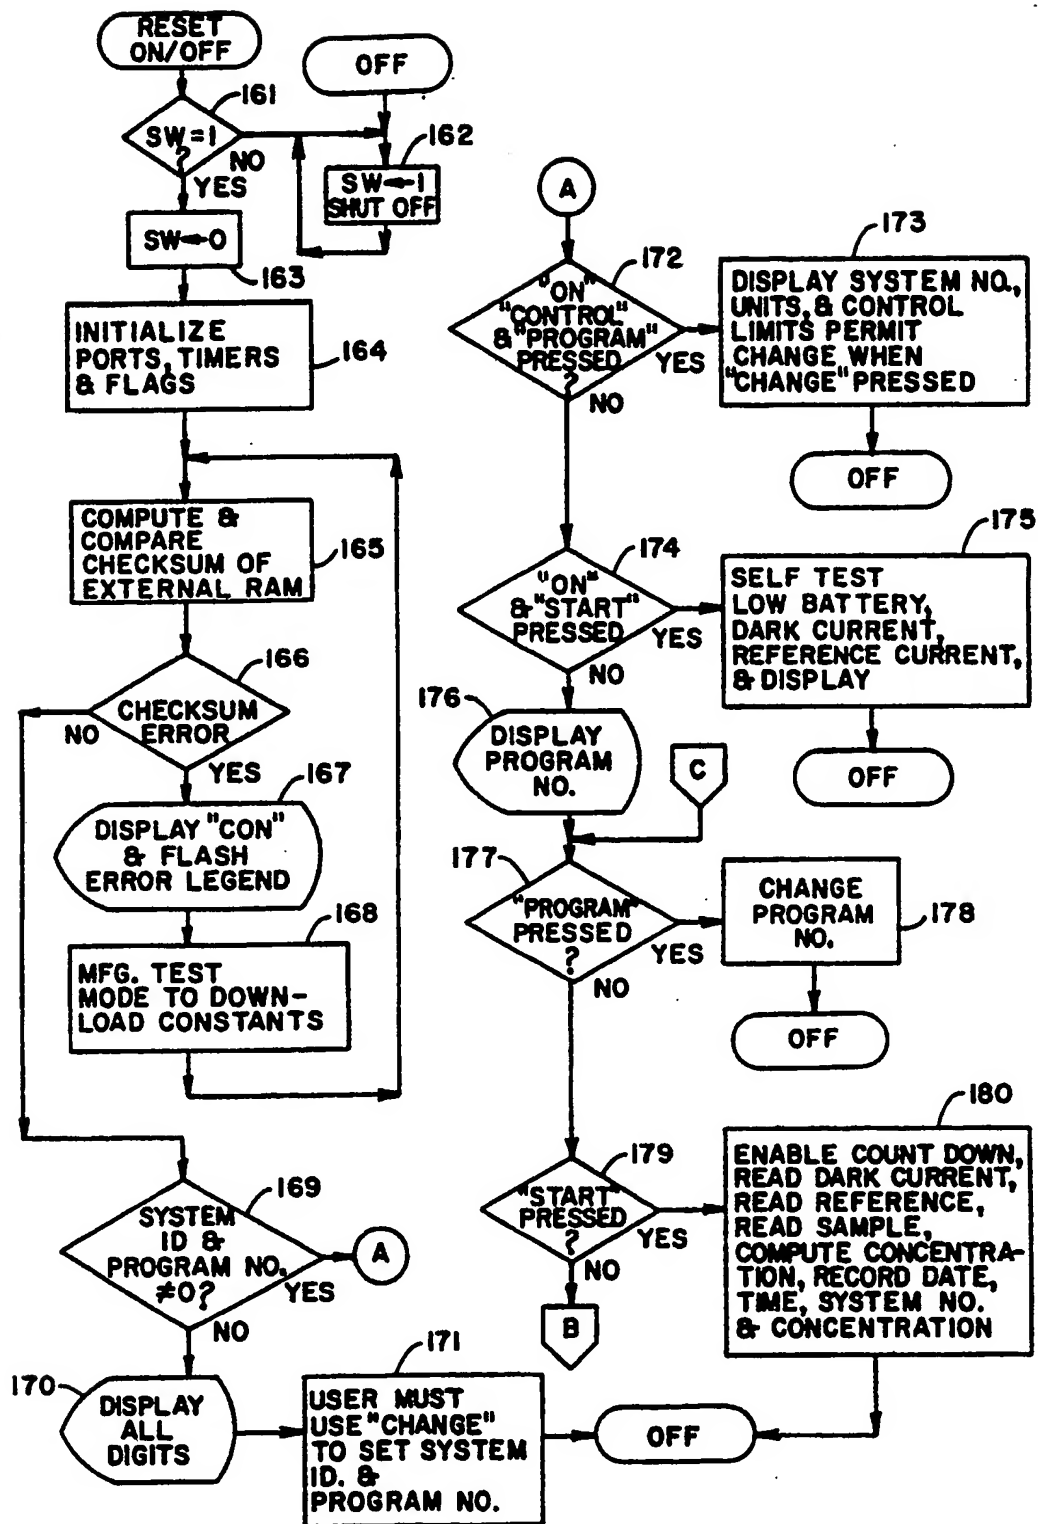 RESET
ON/OFF
161
SW=1
?
NO
YES
OFF
162
SW←1
SHUT OFF
SW←0
163
INITIALIZE
PORTS, TIMERS
& FLAGS
164
COMPUTE &
COMPARE
CHECKSUM OF
EXTERNAL RAM
165
166
CHECKSUM
ERROR
NO
YES
167
DISPLAY "CON"
& FLASH
ERROR LEGEND
168
MFG. TEST
MODE TO DOWN-
LOAD CONSTANTS
169
SYSTEM
ID &
PROGRAM NO.
≠0?
YES
A
NO
170
DISPLAY
ALL
DIGITS
171
USER MUST
USE "CHANGE"
TO SET SYSTEM
ID. &
PROGRAM NO.
OFF
A
172
"ON"
"CONTROL"
& "PROGRAM"
PRESSED
?
YES
NO
173
DISPLAY SYSTEM NO.,
UNITS, & CONTROL
LIMITS PERMIT
CHANGE WHEN
"CHANGE" PRESSED
OFF
174
"ON"
& "START"
PRESSED
YES
NO
175
SELF TEST
LOW BATTERY,
DARK CURRENT,
REFERENCE CURRENT,
& DISPLAY
OFF
176
DISPLAY
PROGRAM
NO.
C
177
"PROGRAM"
PRESSED
?
YES
NO
CHANGE
PROGRAM
NO.
178
OFF
179
"START"
PRESSED
?
YES
NO
B
180
ENABLE COUNT DOWN,
READ DARK CURRENT,
READ REFERENCE,
READ SAMPLE,
COMPUTE CONCENTRA-
TION, RECORD DATE,
TIME, SYSTEM NO.
& CONCENTRATION